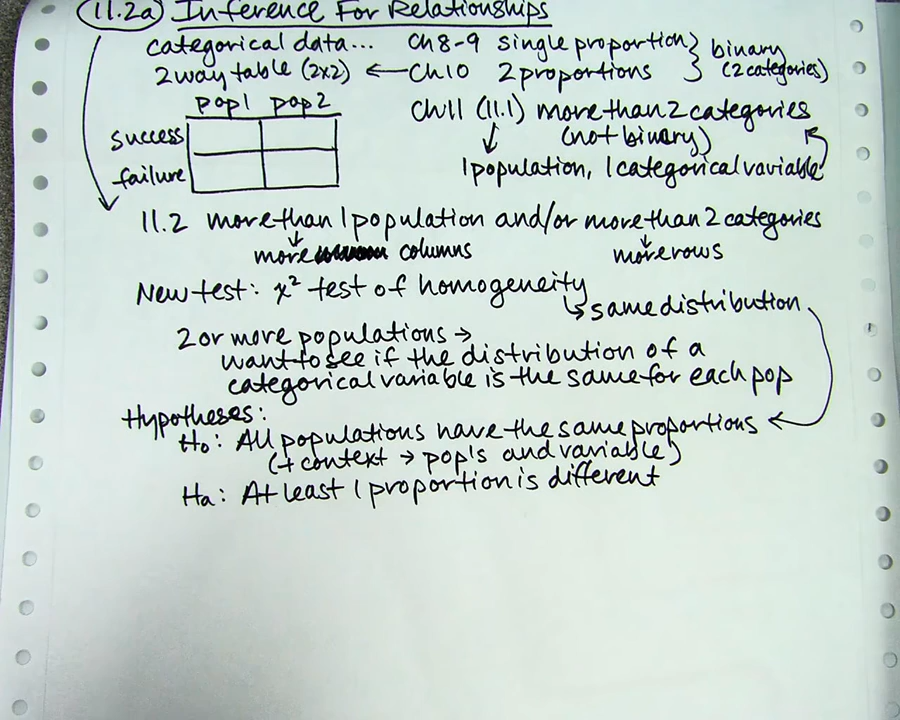 11.2a) Inference For Relationships
categorical data... Ch8-9 single proportion } binary
2way table (2x2) ← Ch10 2 proportions } (2 categories)
pop1 pop2
Ch11 (11.1) more than 2 categories
success
(not binary)
failure
1 population, 1 categorical variable
11.2 more than 1 population and/or more than 2 categories
more columns more rows
New test: x² test of homogeneity
↳ same distribution
2 or more populations →
want to see if the distribution of a
categorical variable is the same for each pop
Hypotheses:
Ho: All populations have the same proportions
(+ context → pop's and variable)
Ha: At least 1 proportion is different